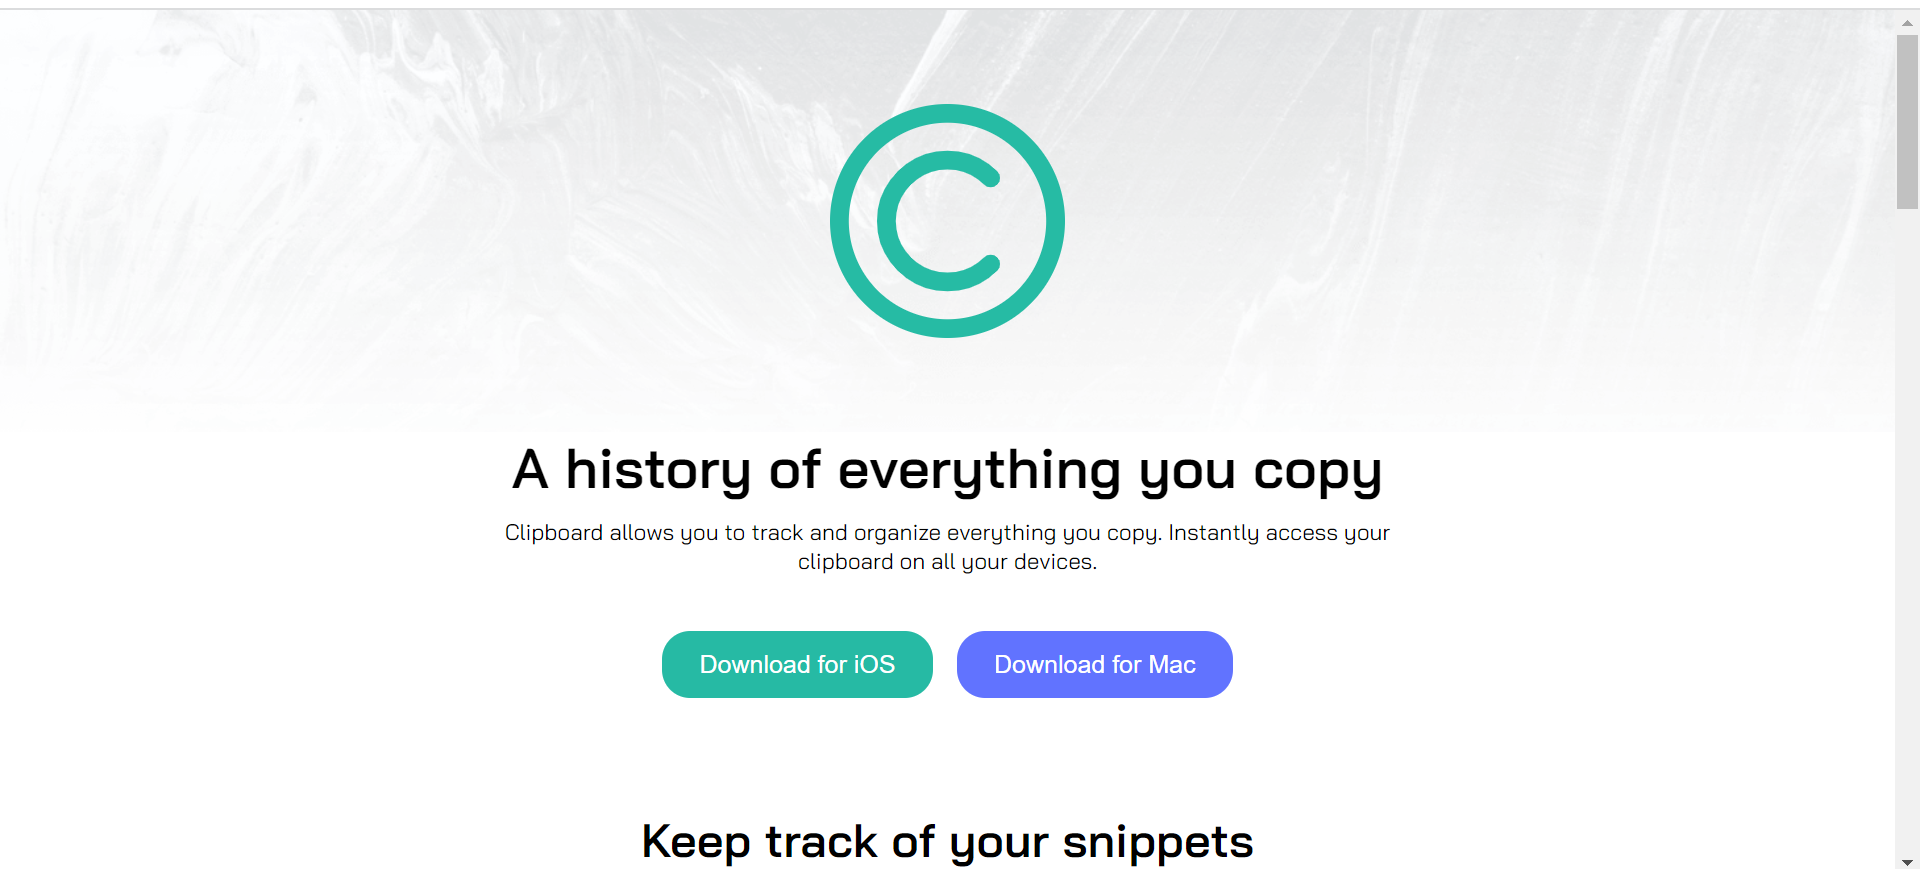 ©
A history of everything you copy
Clipboard allows you to track and organize everything you copy. Instantly access your
clipboard on all your devices.
Download for iOS
Download for Mac
Keep track of your snippets